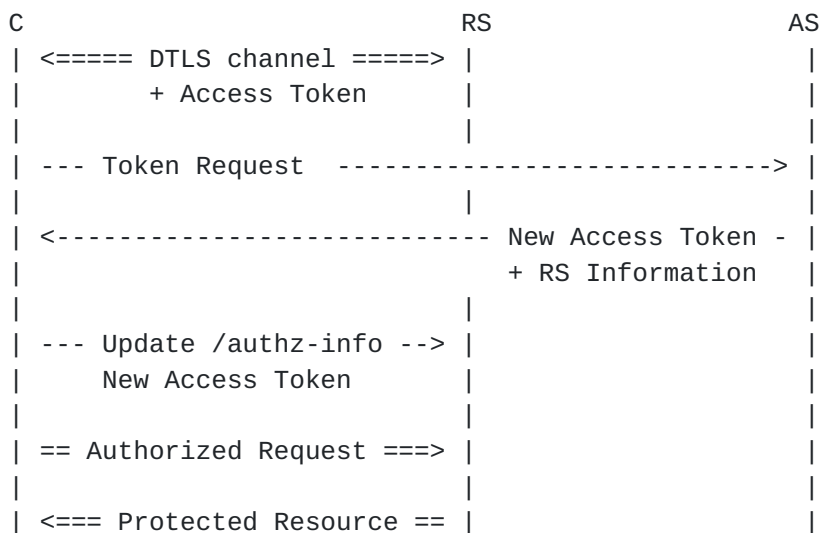 C                            RS                   AS
| <===== DTLS channel =====> |                     |
|        + Access Token      |                     |
|                            |                     |
| --- Token Request  ----------------------------> |
|                            |                     |
| <---------------------------- New Access Token - |
|                               + RS Information   |
|                            |                     |
| --- Update /authz-info --> |                     |
|     New Access Token       |                     |
|                            |                     |
| == Authorized Request ===> |                     |
|                            |                     |
| <=== Protected Resource == |                     |